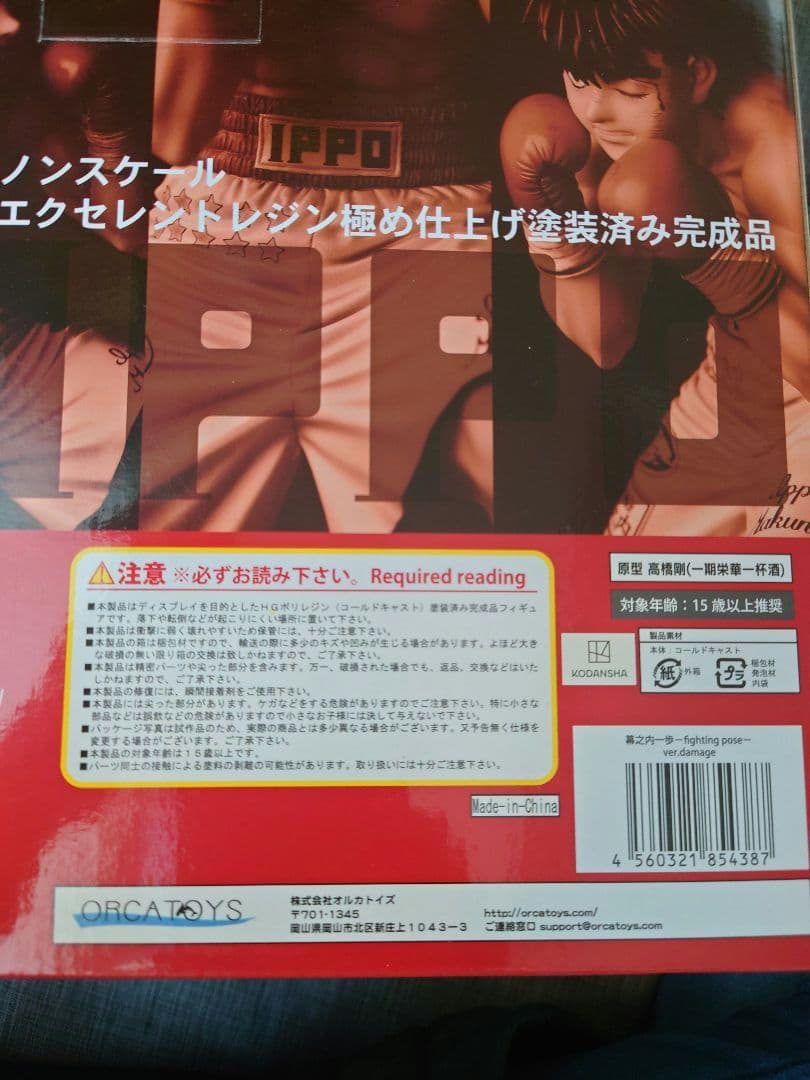 IPPO
ノンスケール
エクセレントレジン極め仕上げ塗装済み完成品
IPPO
注意 ※必ずお読み下さい。Required reading
■本製品はディスプレイを目的としたHGポリレジン（コールドキャスト）塗装済み完成品フィギュアです。落下や転倒などが起こりにくい場所に置いて下さい。
■本製品は衝撃に弱く壊れやすいため保管には、十分ご注意下さい。
■本製品の箱は梱包材ですので、輸送の際に多少のキズや凹みが生じる場合があります。よほど大きな破損の無い限り箱の交換は致しかねますので、ご了承下さい。
■本製品は精密パーツや尖った部分を含みます。万一、破損された場合でも、返品、交換などはいたしかねますので、ご了承下さい。
■本製品の修復には、瞬間接着剤をご使用下さい。
■本製品には尖った部分があります。ケガなどをする危険がありますのでご注意下さい。特に小さな部品などは誤飲などの危険がありますので小さなお子様には決して与えないで下さい。
■パッケージ写真は試作品のため、実際の商品とは多少異なる場合がございます。又予告無く仕様を変更する場合がございます。ご了承下さい。
■本製品の対象年齢は１５歳以上です。
■パーツ同士の接触による塗料の剥離の可能性があります。取り扱いには十分ご注意下さい。
原型 高橋剛(一期栄華一杯酒)
対象年齢：15歳以上推奨
KODANSHA
製品素材
本体：コールドキャスト
紙 外箱
プラ 梱包材
発泡材
内袋
幕之内一歩－fighting pose－
ver.damage
4 560321 854387
Made-in-China
ORCATOYS
株式会社オルカトイズ
〒701-1345
岡山県岡山市北区新庄上１０４３－３
http://orcatoys.com/
ご連絡窓口 support@orcatoys.com